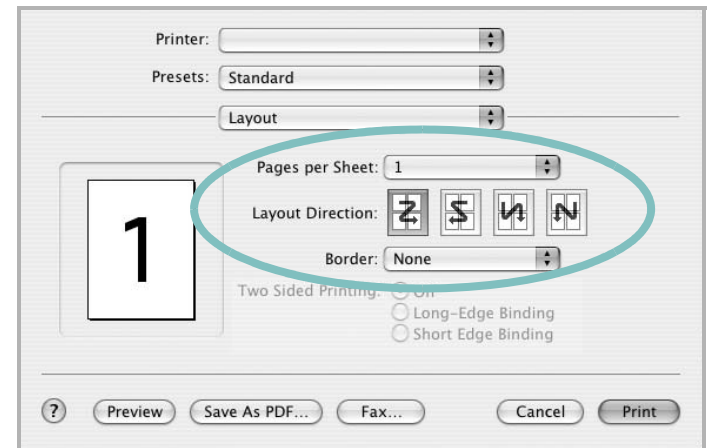 Printer:
Presets: Standard
Layout
Pages per Sheet: 1
Layout Direction:
Border: None
1
Two Sided Printing: Off
Long-Edge Binding
Short Edge Binding
? Preview Save As PDF... Fax... Cancel Print